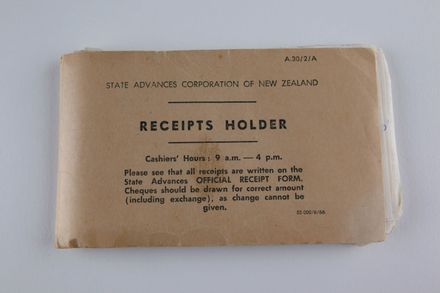 A.30/2/A
STATE ADVANCES CORPORATION OF NEW ZEALAND
RECEIPTS HOLDER
Cashiers' Hours: 9 a.m. — 4 p.m.
Please see that all receipts are written on the
State Advances OFFICIAL RECEIPT FORM.
Cheques should be drawn for correct amount
(including exchange), as change cannot be
given.